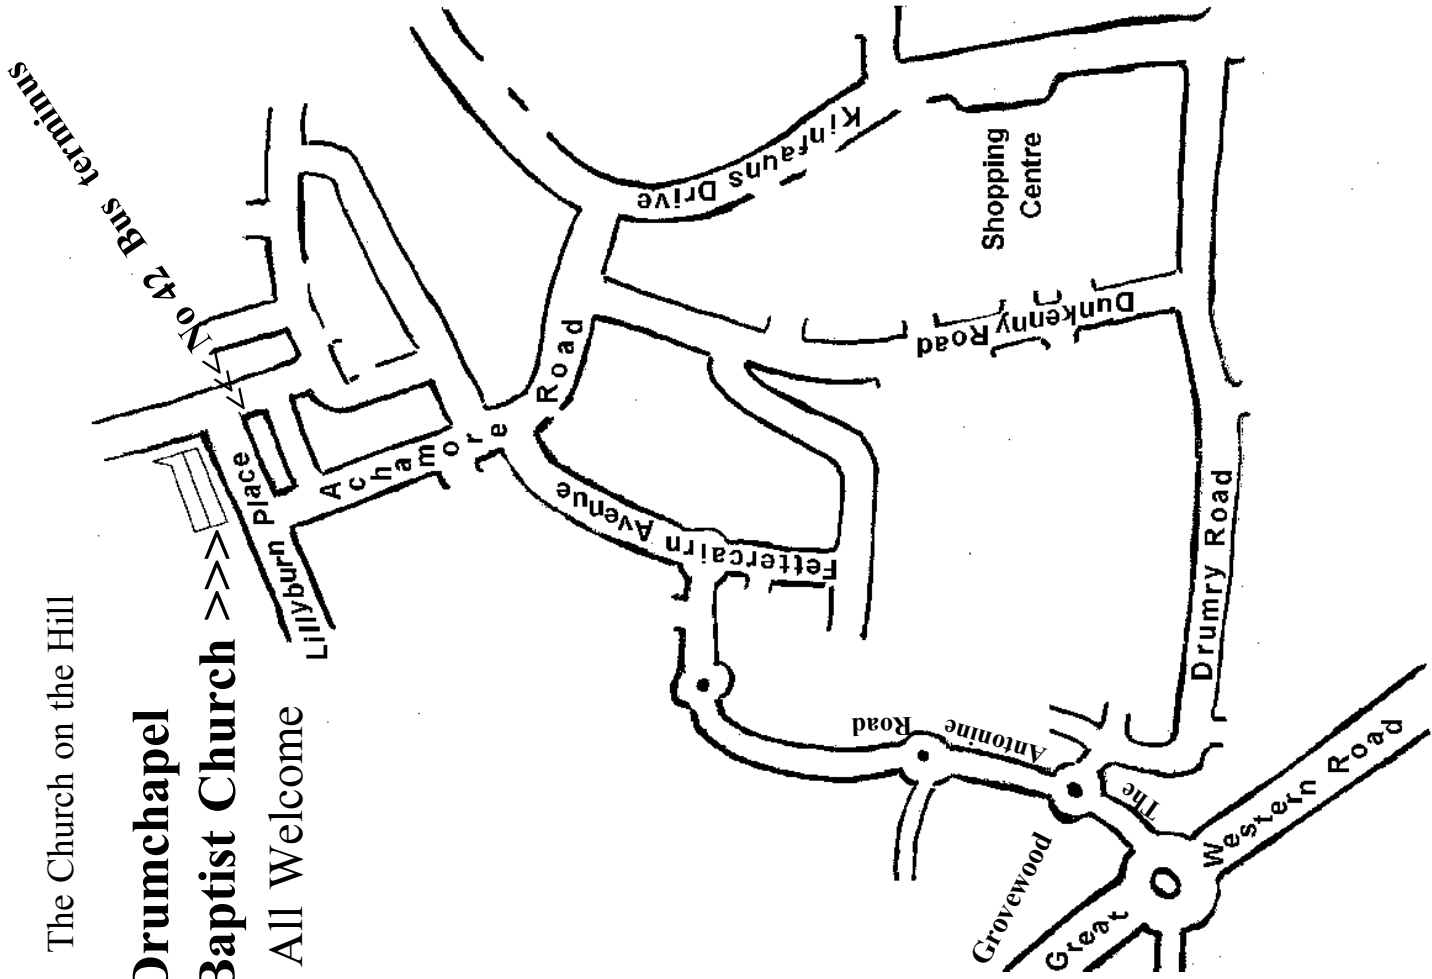 The Church on the Hill
Drumchapel
Baptist Church >>>
All Welcome
No 42 Bus terminus
>>>
Lillyburn Place
Achamore Road
Kinfauns Drive
Shopping
Centre
Dunkenny Road
Fettercairn Avenue
Drumry Road
The Antonine Road
Grovewood
Great Western Road